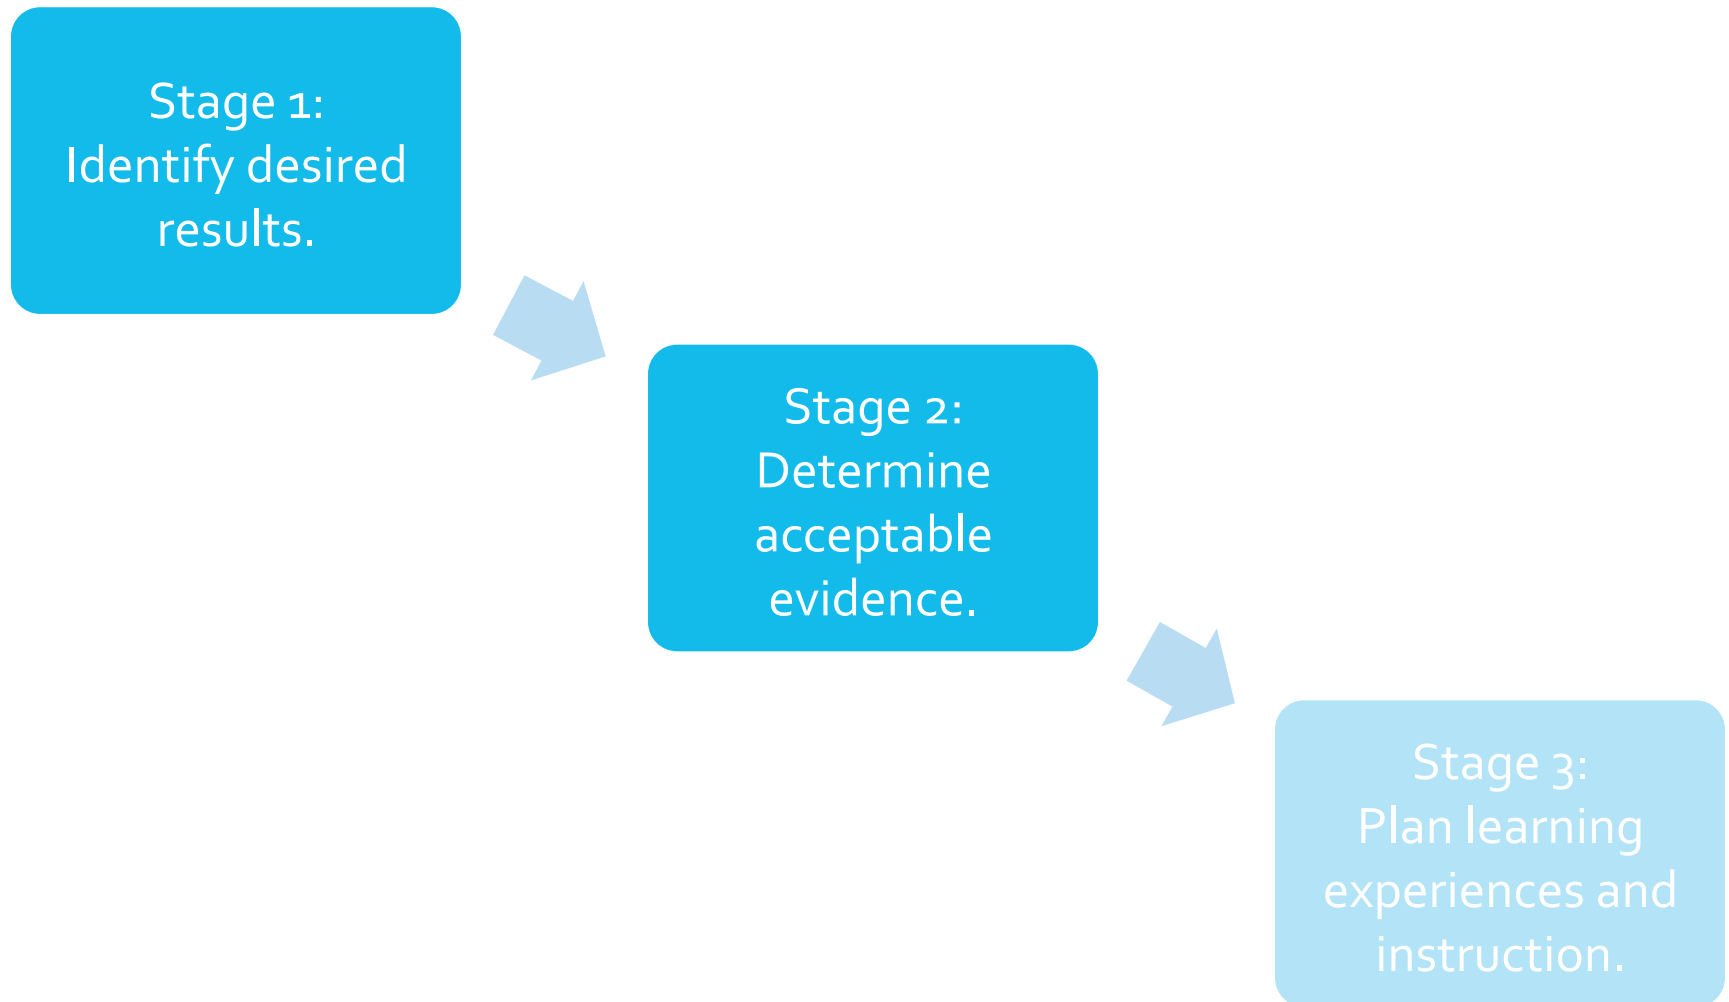 Stage 1:
Identify desired
results.
Stage 2:
Determine
acceptable
evidence.
Stage 3:
Plan learning
experiences and
instruction.